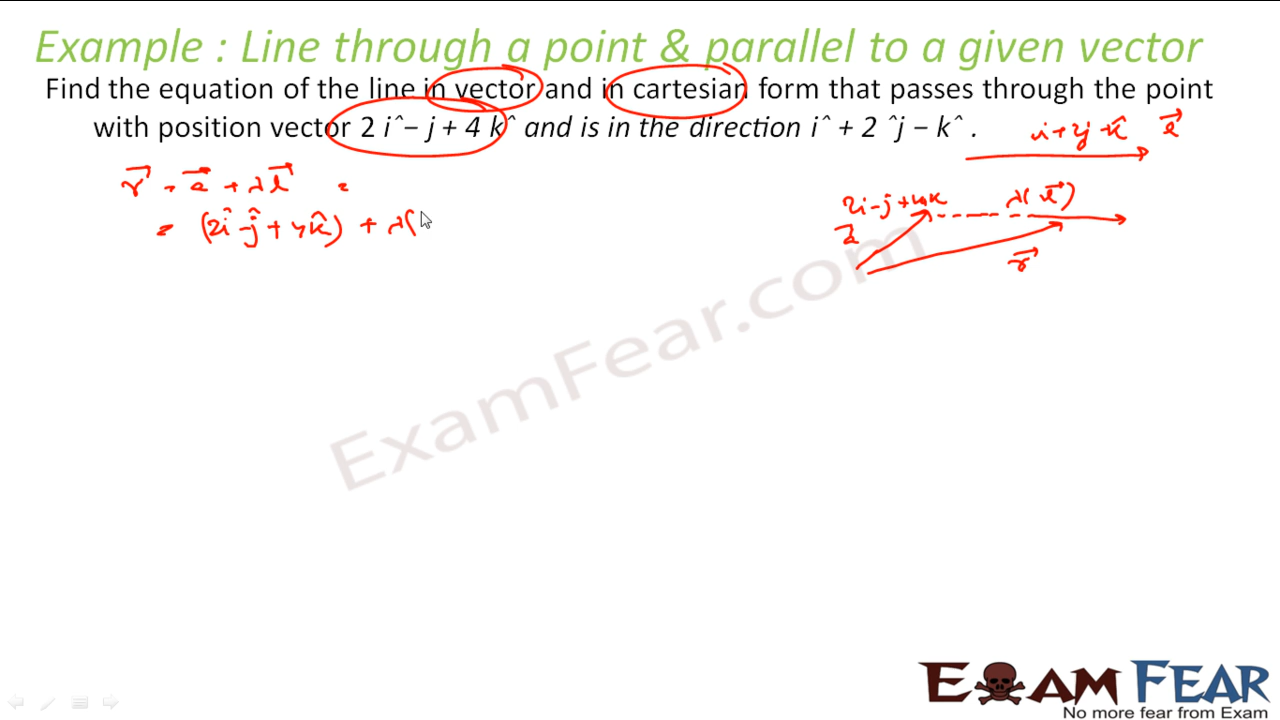 Example : Line through a point & parallel to a given vector
Find the equation of the line in vector and in cartesian form that passes through the point
with position vector 2 i^ – j + 4 k^ and is in the direction i^ + 2 ^j – k^ .
i + 2j - k̂
r⃗ = a⃗ + λ l⃗ =
2i - j + 4k λ( l⃗ )
= (2î - ĵ + 4k̂) + λ(
a⃗
r⃗
ExamFear.com
EXAM FEAR
No more fear from Exam